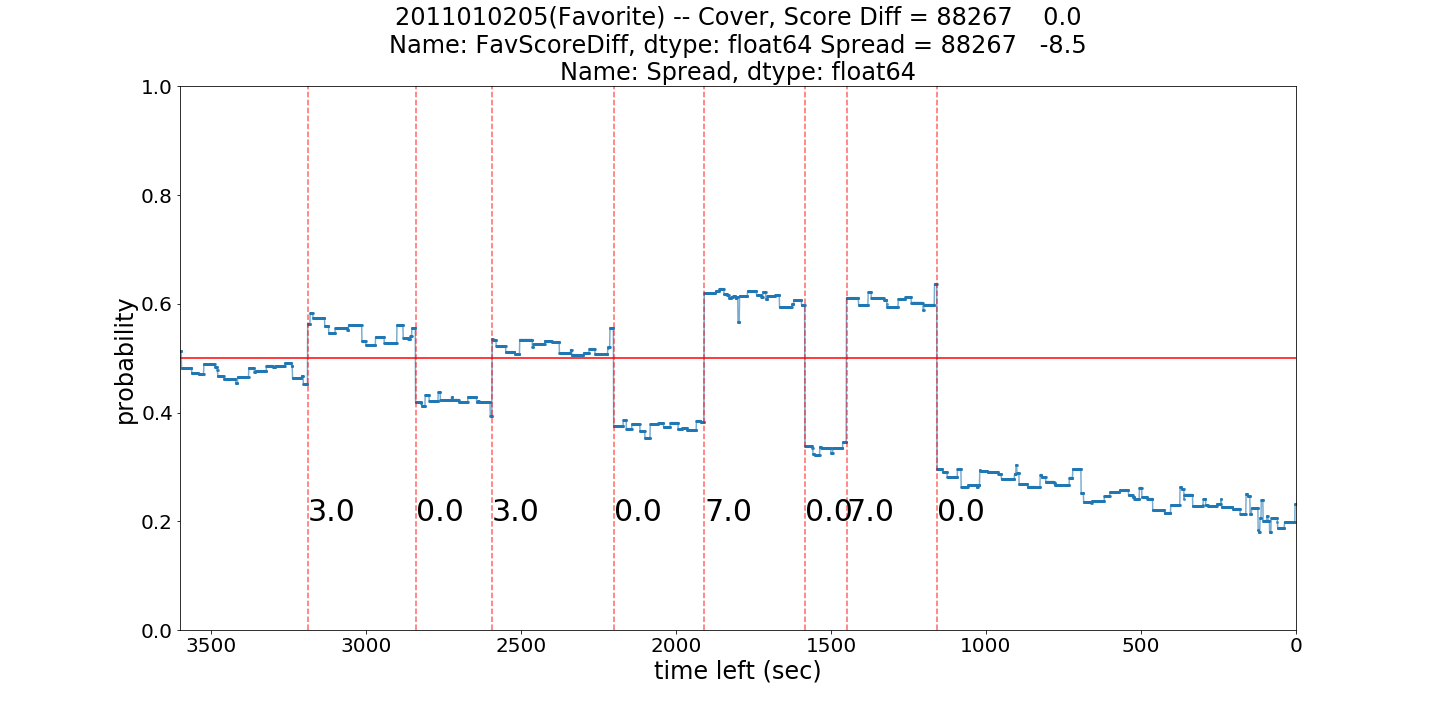 2011010205(Favorite) -- Cover, Score Diff = 88267    0.0
Name: FavScoreDiff, dtype: float64 Spread = 88267   -8.5
Name: Spread, dtype: float64
1.0
0.8
0.6
0.4
0.2
0.0
probability
3.0 0.0 3.0 0.0 7.0 0.0 7.0 0.0
3500 3000 2500 2000 1500 1000 500 0
time left (sec)